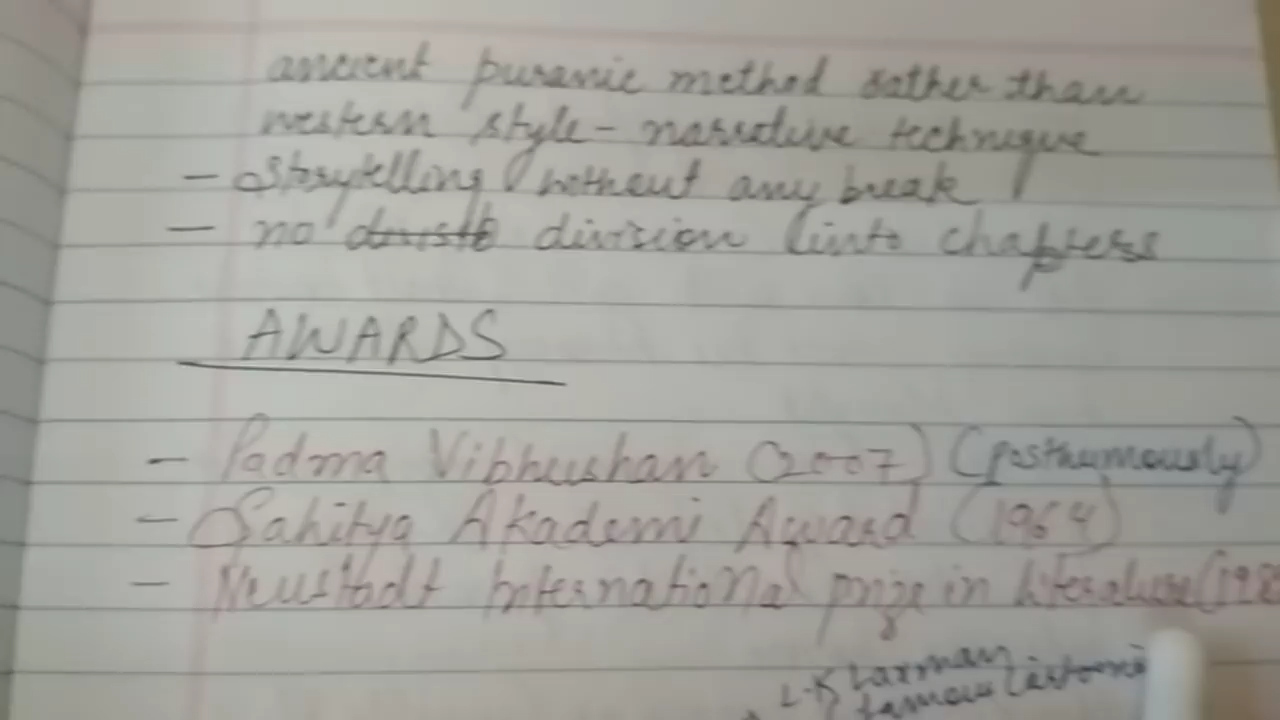 ancient puranic method rather than
western style - narrative technique
- Storytelling without any break
- no division into chapters
AWARDS
- Padma Vibhushan (2007) (posthumously)
- Sahitya Akademi Award (1964)
- Neustadt International prize in literature (198
Laxman
famous